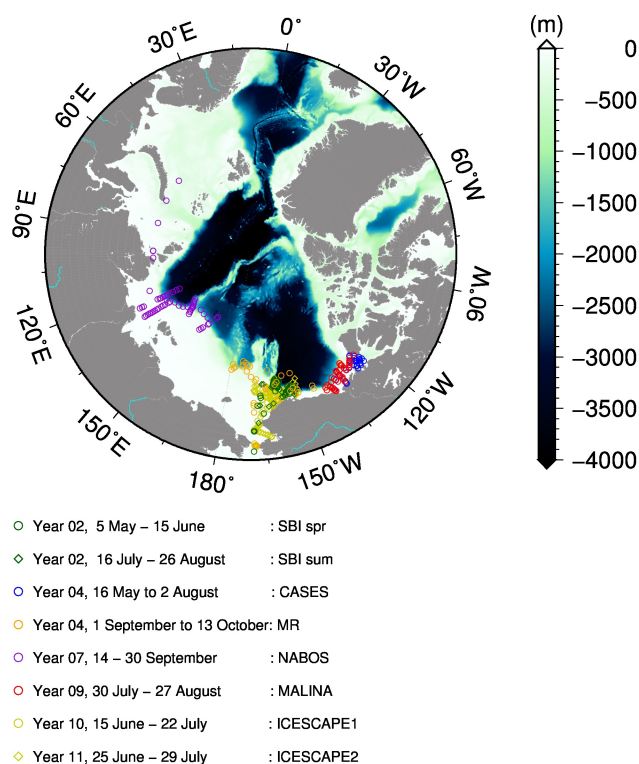 (m)
0
−500
−1000
−1500
−2000
−2500
−3000
−3500
−4000
0°
30°W
60°W
90°W
120°W
150°W
180°
150°E
120°E
90°E
60°E
30°E
Year 02, 5 May − 15 June : SBI spr
Year 02, 16 July − 26 August : SBI sum
Year 04, 16 May to 2 August : CASES
Year 04, 1 September to 13 October: MR
Year 07, 14 − 30 September : NABOS
Year 09, 30 July − 27 August : MALINA
Year 10, 15 June − 22 July : ICESCAPE1
Year 11, 25 June − 29 July : ICESCAPE2